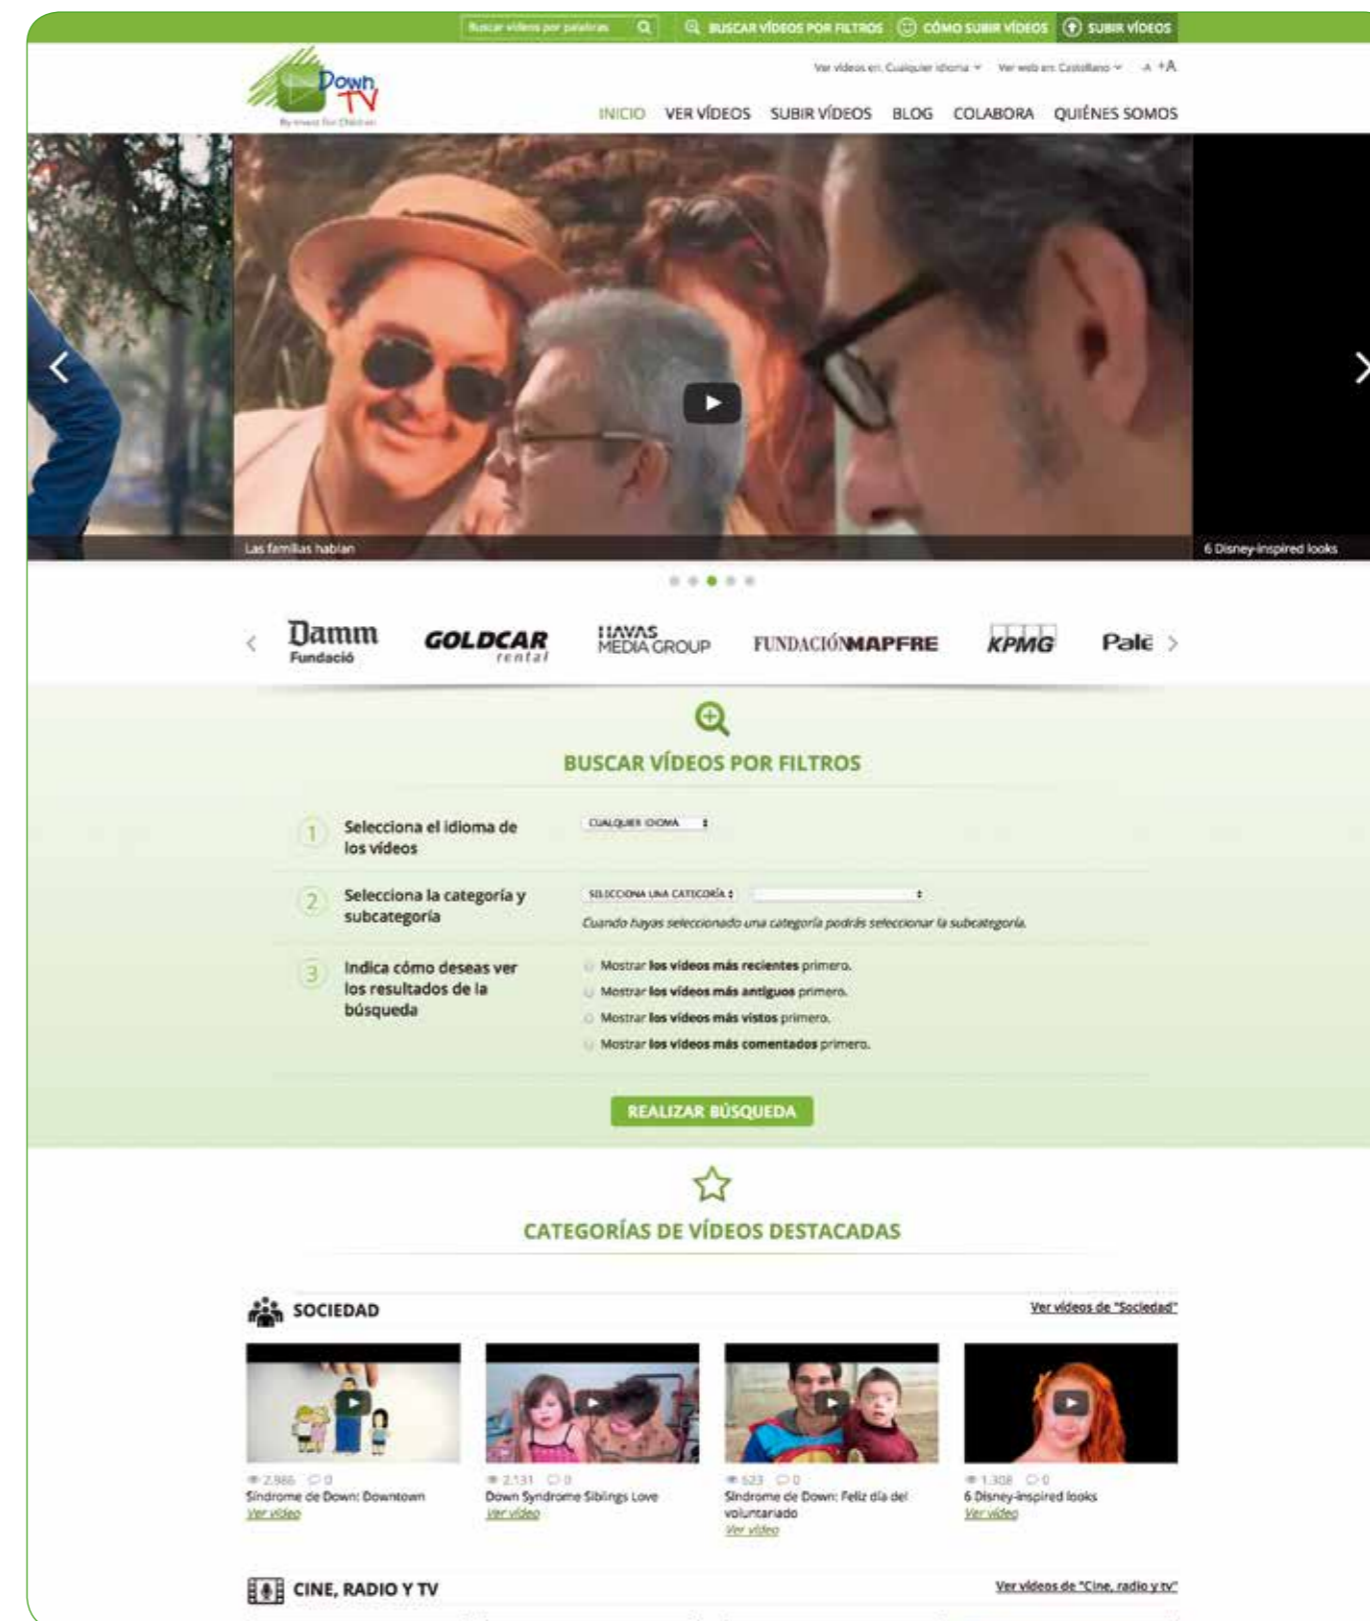 Buscar vídeos por palabras
BUSCAR VÍDEOS POR FILTROS
CÓMO SUBIR VÍDEOS
SUBIR VÍDEOS
Down
TV
By Invest For Children
Ver vídeos en: Cualquier idioma
Ver web en: Castellano
-A +A
INICIO VER VÍDEOS SUBIR VÍDEOS BLOG COLABORA QUIÉNES SOMOS
Las familias hablan
6 Disney-inspired looks
Damm
Fundació
GOLDCAR
rental
HAVAS
MEDIA GROUP
FUNDACIÓNMAPFRE
KPMG
Palé
BUSCAR VÍDEOS POR FILTROS
1 Selecciona el idioma de
los vídeos
CUALQUIER IDIOMA
2 Selecciona la categoría y
subcategoría
SELECCIONA UNA CATEGORÍA
Cuando hayas seleccionado una categoría podrás seleccionar la subcategoría.
3 Indica cómo deseas ver
los resultados de la
búsqueda
Mostrar los vídeos más recientes primero.
Mostrar los vídeos más antiguos primero.
Mostrar los vídeos más vistos primero.
Mostrar los vídeos más comentados primero.
REALIZAR BÚSQUEDA
CATEGORÍAS DE VÍDEOS DESTACADAS
SOCIEDAD
Ver vídeos de "Sociedad"
2.986 0
Síndrome de Down: Downtown
Ver vídeo
2.131 0
Down Syndrome Siblings Love
Ver vídeo
623 0
Síndrome de Down: Feliz día del
voluntariado
Ver vídeo
1.308 0
6 Disney-inspired looks
Ver vídeo
CINE, RADIO Y TV
Ver vídeos de "Cine, radio y tv"